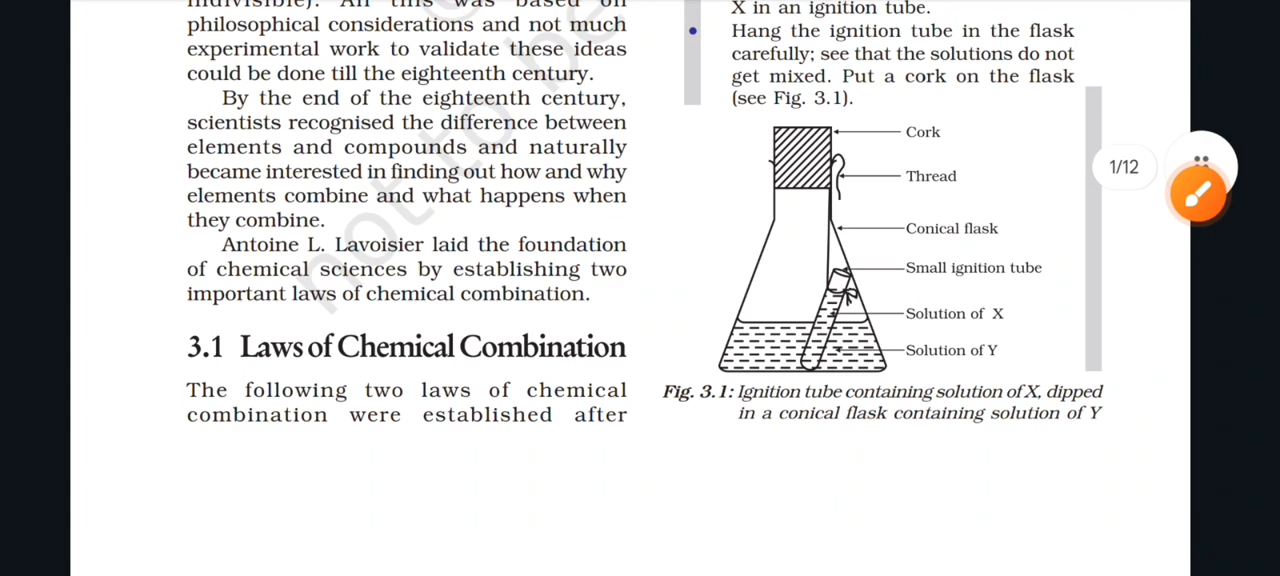 philosophical considerations and not much
experimental work to validate these ideas
could be done till the eighteenth century.
By the end of the eighteenth century,
scientists recognised the difference between
elements and compounds and naturally
became interested in finding out how and why
elements combine and what happens when
they combine.
Antoine L. Lavoisier laid the foundation
of chemical sciences by establishing two
important laws of chemical combination.
3.1 Laws of Chemical Combination
The following two laws of chemical
combination were established after
X in an ignition tube.
• Hang the ignition tube in the flask
carefully; see that the solutions do not
get mixed. Put a cork on the flask
(see Fig. 3.1).
Cork
Thread
Conical flask
Small ignition tube
Solution of X
Solution of Y
Fig. 3.1: Ignition tube containing solution of X, dipped
in a conical flask containing solution of Y
1/12
not to be